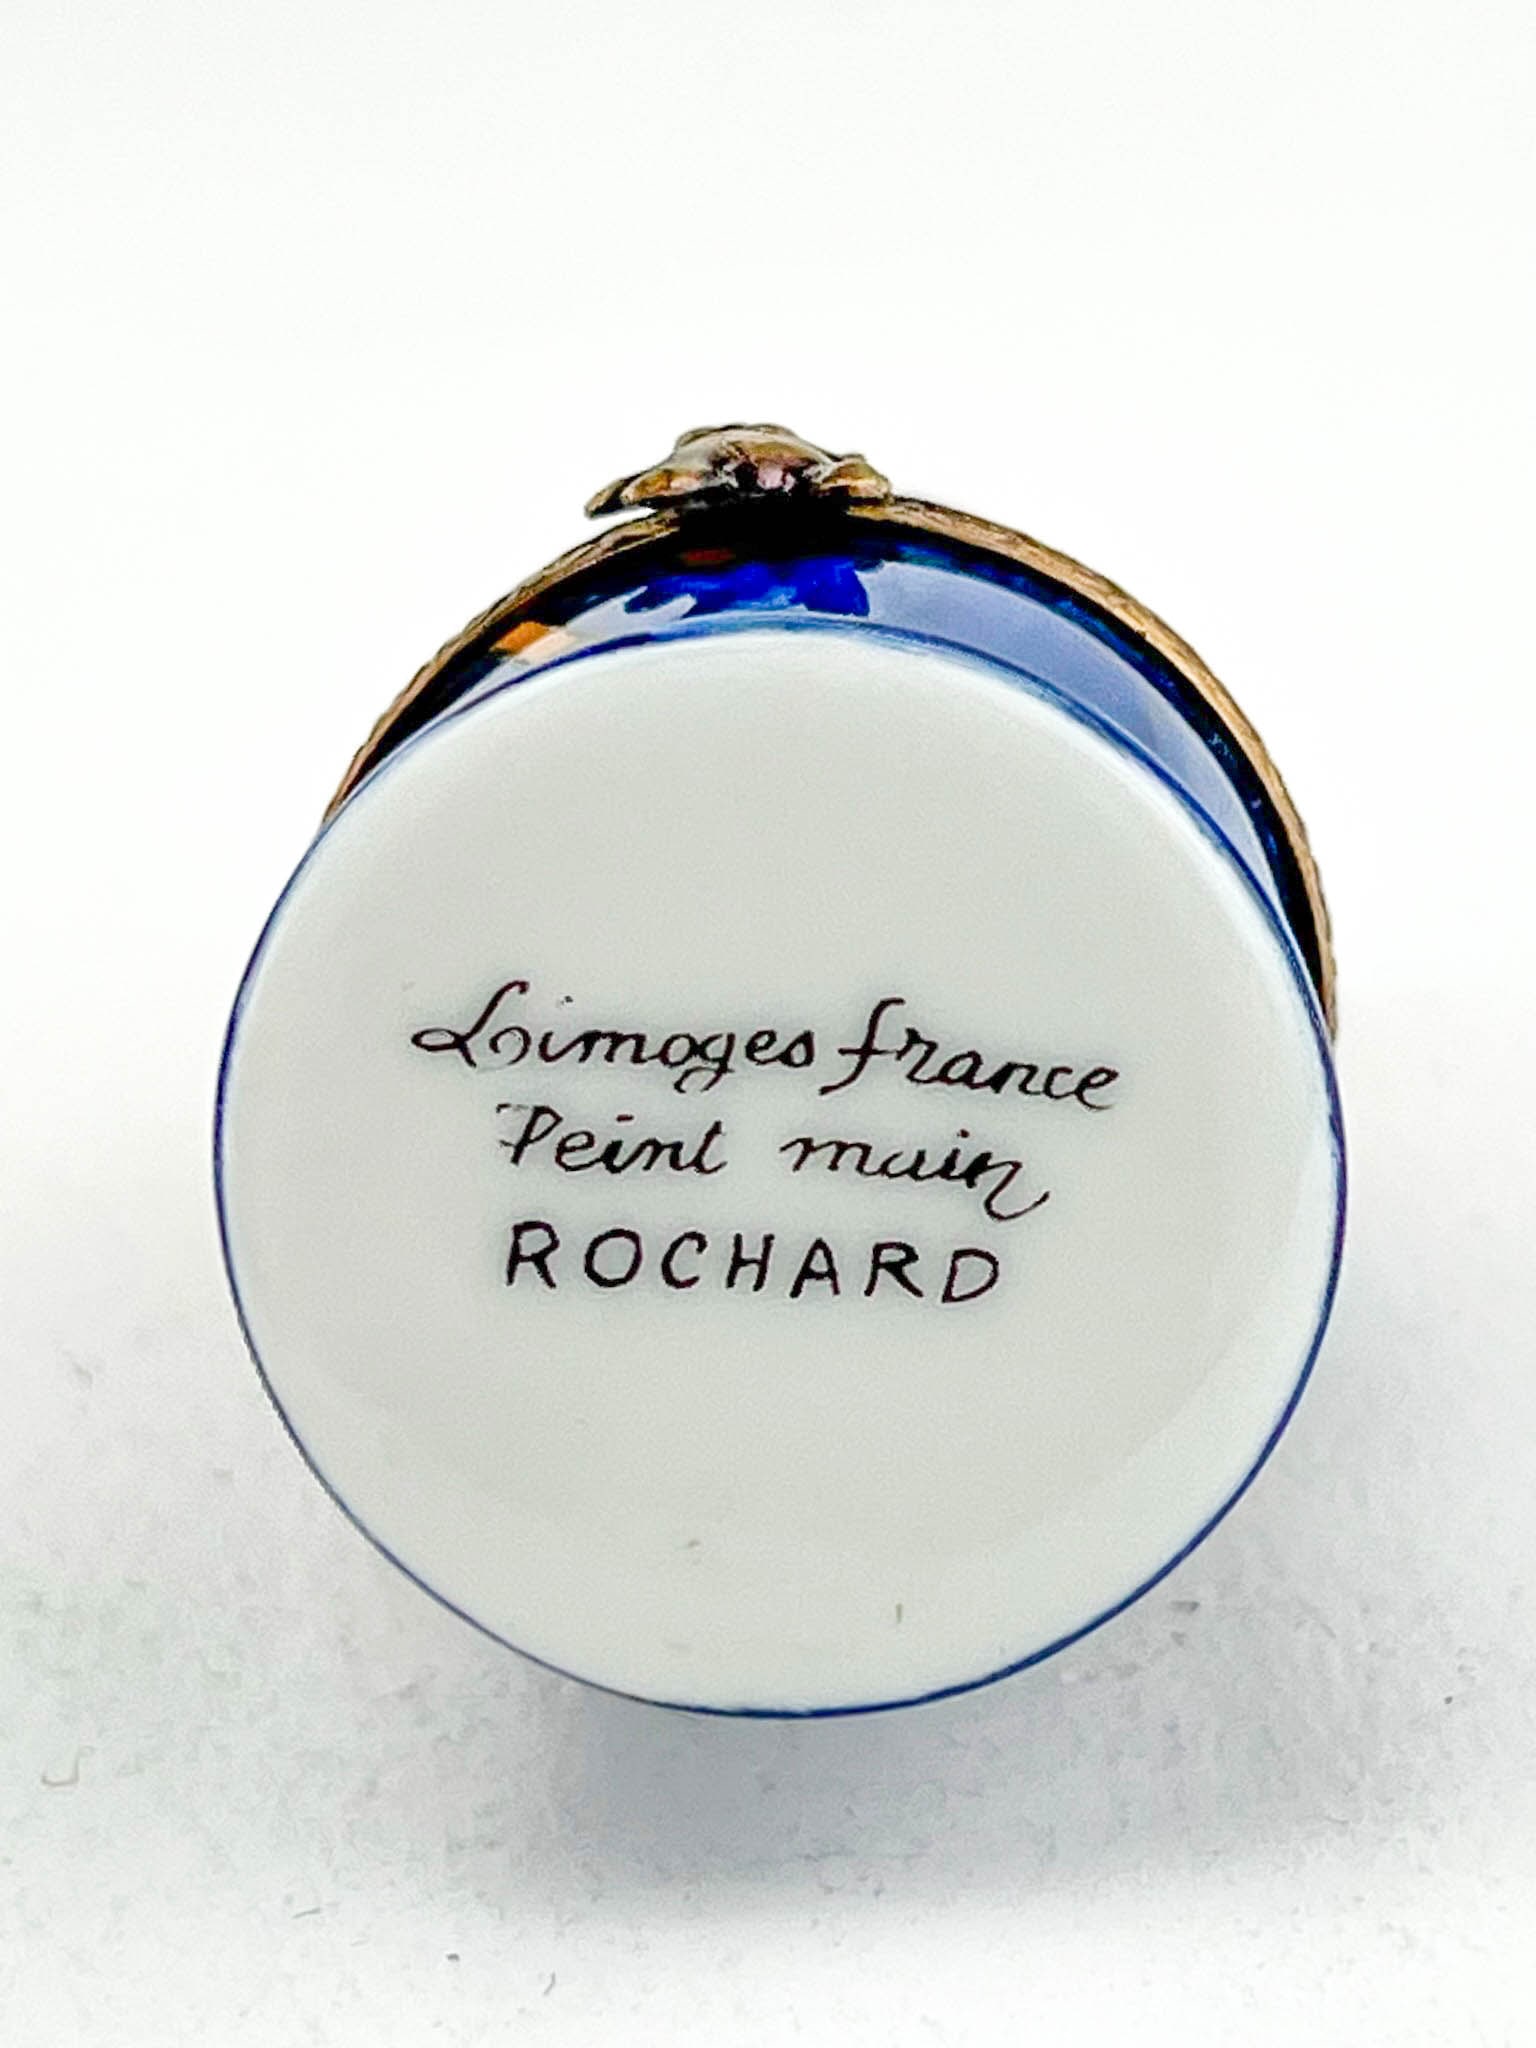 Limoges france
Peint main
ROCHARD